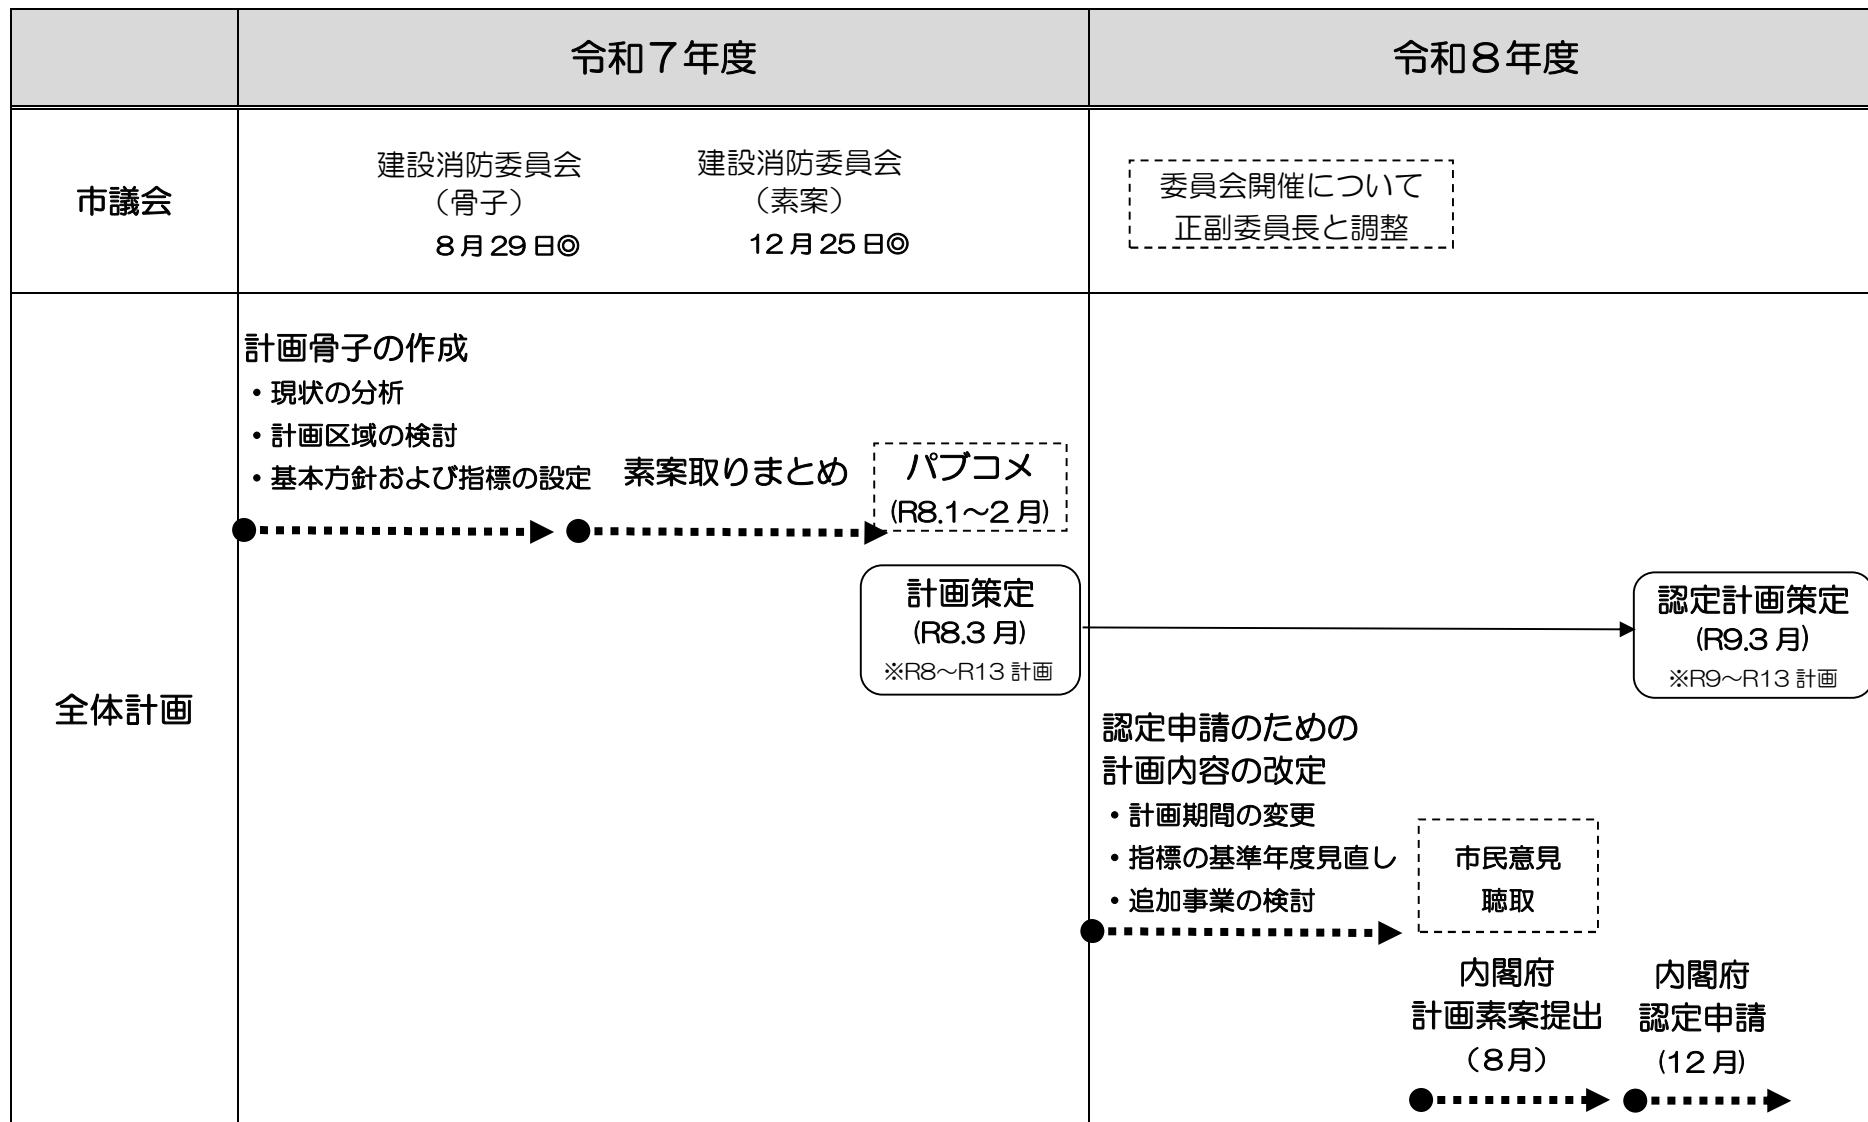 令和７年度
令和８年度
市議会
建設消防委員会
（骨子）
8月29日◎
建設消防委員会
（素案）
12月25日◎
委員会開催について
正副委員長と調整
全体計画
計画骨子の作成
・現状の分析
・計画区域の検討
・基本方針および指標の設定
素案取りまとめ
パブコメ
(R8.1～2月)
計画策定
(R8.3月)
※R8～R13計画
認定計画策定
(R9.3月)
※R9～R13計画
認定申請のための
計画内容の改定
・計画期間の変更
・指標の基準年度見直し
・追加事業の検討
市民意見
聴取
内閣府
計画素案提出
（8月）
内閣府
認定申請
(12月)